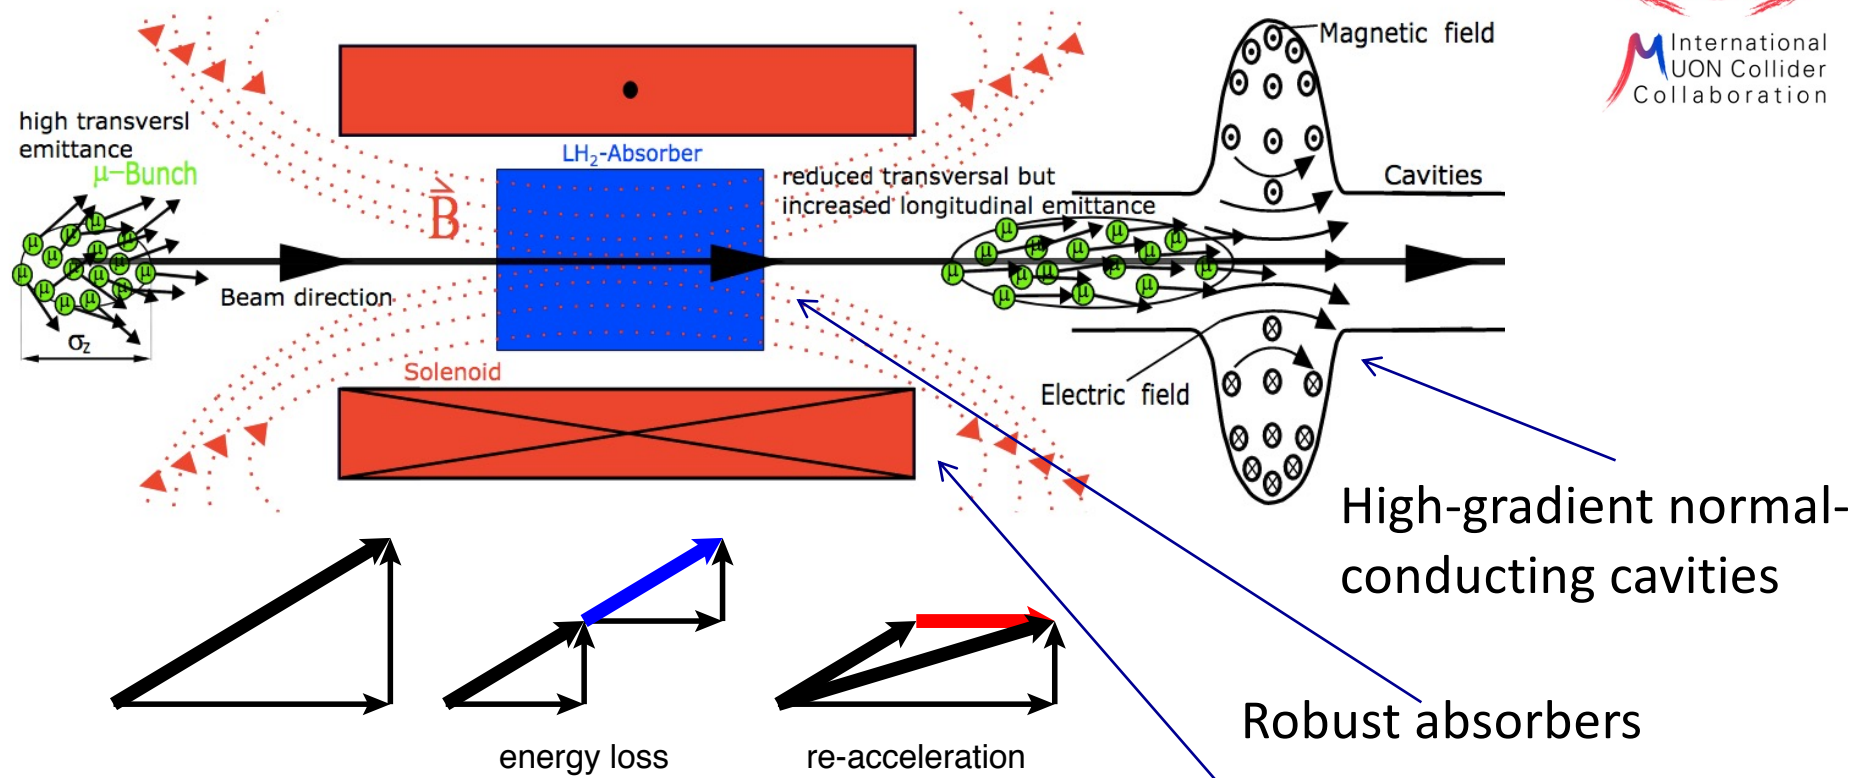 Magnetic field
International
MUON Collider
Collaboration
high transversl
emittance
μ-Bunch
LH₂-Absorber
reduced transversal but
increased longitudinal emittance
Cavities
B
μ μ μ μ μ μ μ μ μ μ μ μ μ μ μ
μ μ μ μ μ μ μ μ μ μ μ μ μ μ μ
Beam direction
σz
Solenoid
Electric field
High-gradient normal-
conducting cavities
Robust absorbers
energy loss
re-acceleration